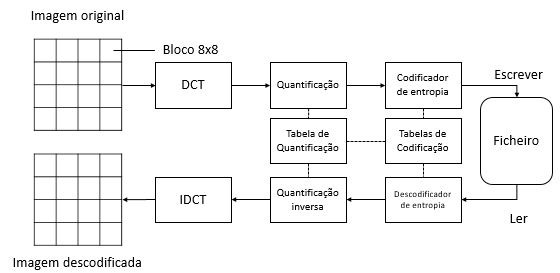 Imagem original
Bloco 8x8
DCT
Quantificação
Codificador
de entropia
Escrever
Tabela de
Quantificação
Tabelas de
Codificação
Ficheiro
IDCT
Quantificação
inversa
Descodificador
de entropia
Ler
Imagem descodificada